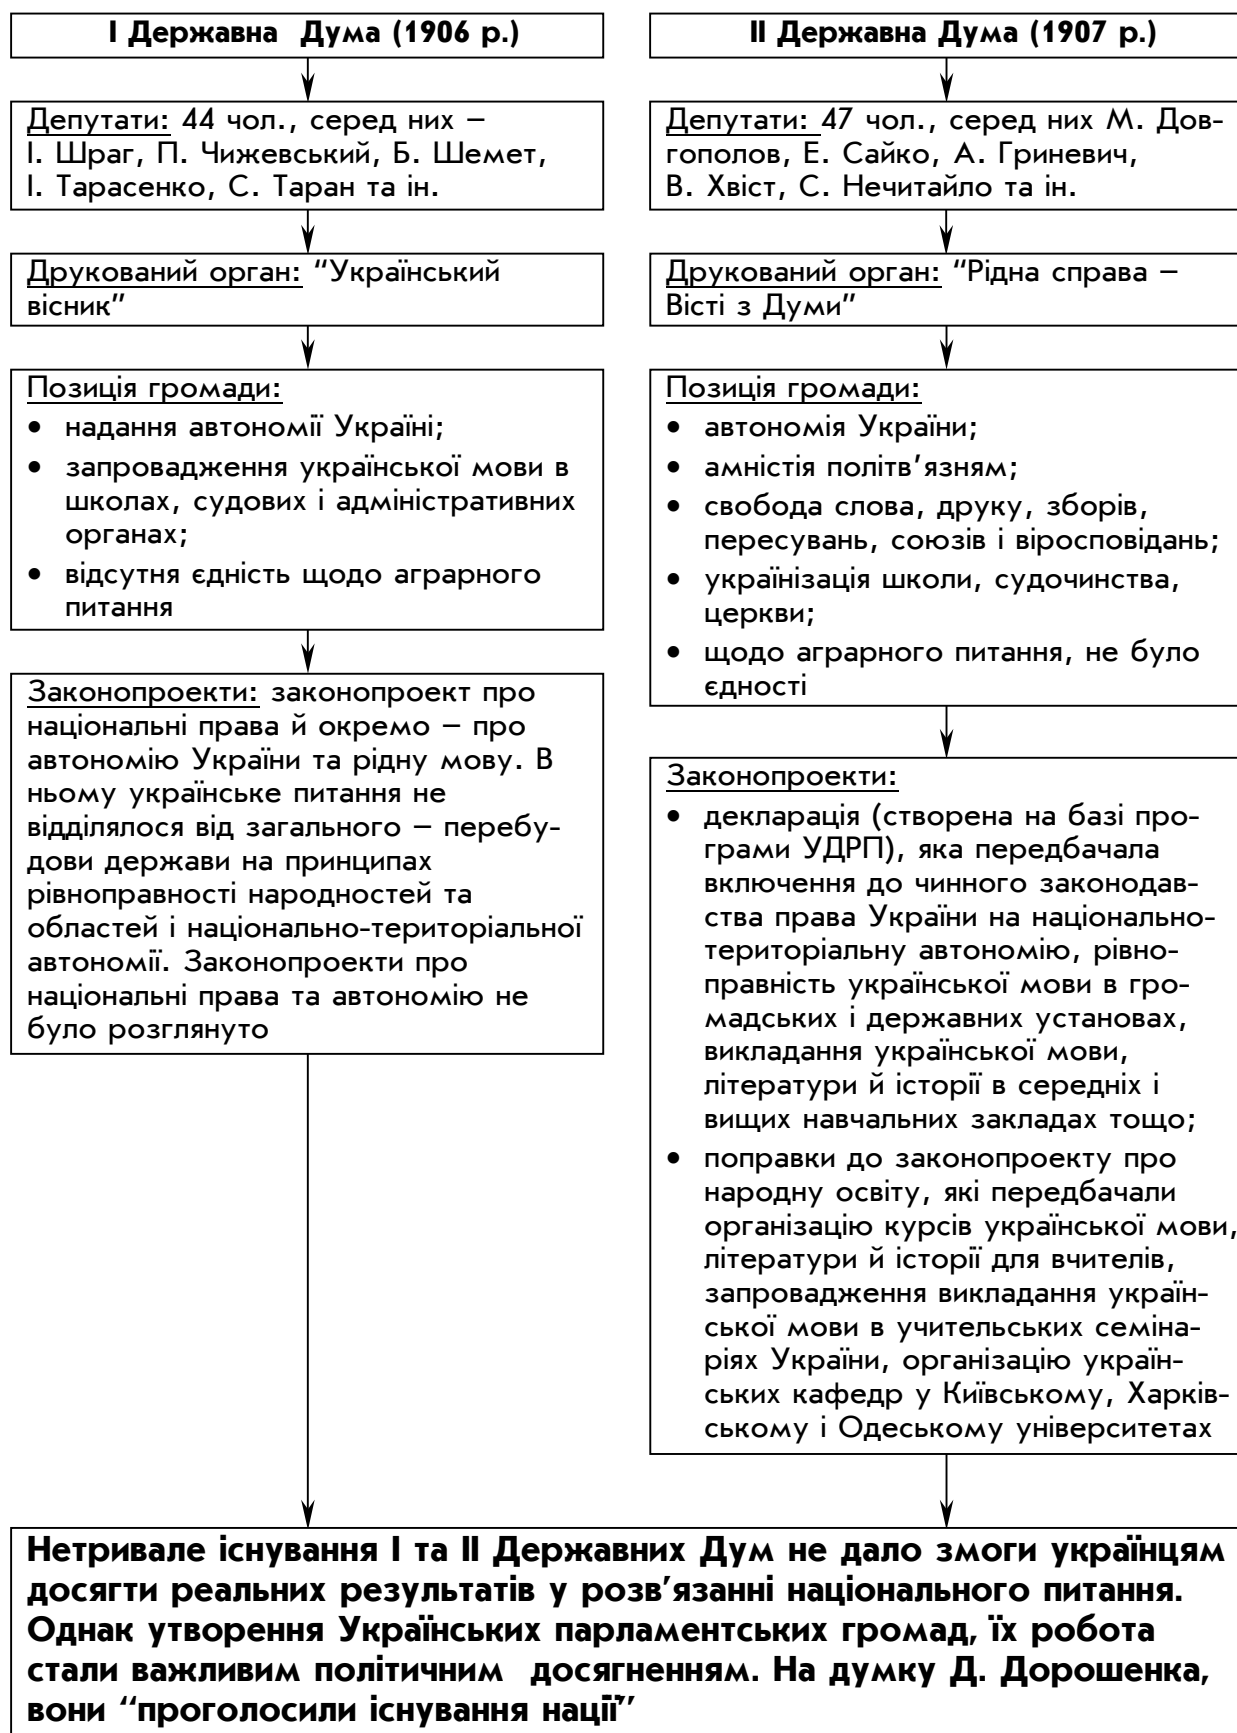 І Державна Дума (1906 р.)
Депутати: 44 чол., серед них –
І. Шраг, П. Чижевський, Б. Шемет,
І. Тарасенко, С. Таран та ін.
Друкований орган: “Український
вісник”
Позиція громади:
• надання автономії Україні;
• запровадження української мови в
школах, судових і адміністративних
органах;
• відсутня єдність щодо аграрного
питання
Законопроекти: законопроект про
національні права й окремо – про
автономію України та рідну мову. В
ньому українське питання не
відділялося від загального – перебу-
дови держави на принципах
рівноправності народностей та
областей і національно-територіальної
автономії. Законопроекти про
національні права та автономію не
було розглянуто
ІІ Державна Дума (1907 р.)
Депутати: 47 чол., серед них М. Дов-
гополов, Е. Сайко, А. Гриневич,
В. Хвіст, С. Нечитайло та ін.
Друкований орган: “Рідна справа –
Вісті з Думи”
Позиція громади:
• автономія України;
• амністія політв’язням;
• свобода слова, друку, зборів,
пересувань, союзів і віросповідань;
• українізація школи, судочинства,
церкви;
• щодо аграрного питання, не було
єдності
Законопроекти:
• декларація (створена на базі про-
грами УДРП), яка передбачала
включення до чинного законодав-
ства права України на національно-
територіальну автономію, рівно-
правність української мови в гро-
мадських і державних установах,
викладання української мови,
літератури й історії в середніх і
вищих навчальних закладах тощо;
• поправки до законопроекту про
народну освіту, які передбачали
організацію курсів української мови,
літератури й історії для вчителів,
запровадження викладання україн-
ської мови в учительських семіна-
ріях України, організацію україн-
ських кафедр у Київському, Харків-
ському і Одеському університетах
Нетривале існування І та ІІ Державних Дум не дало змоги українцям
досягти реальних результатів у розв’язанні національного питання.
Однак утворення Українських парламентських громад, їх робота
стали важливим політичним досягненням. На думку Д. Дорошенка,
вони “проголосили існування нації”